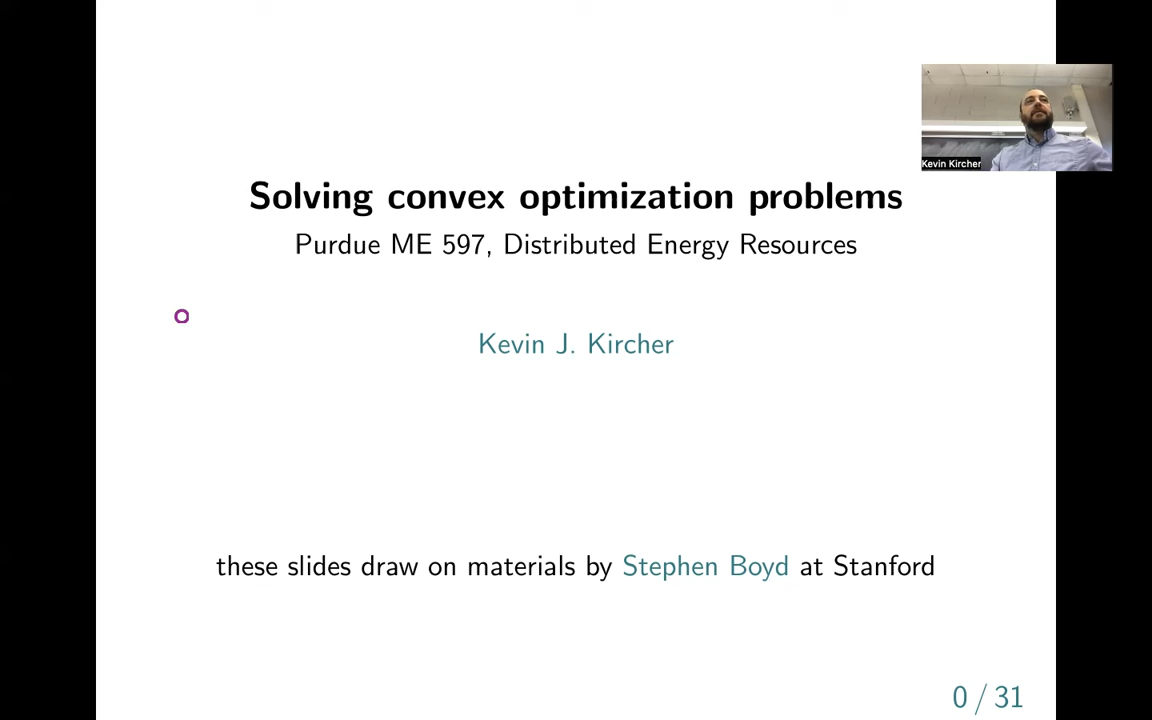 Kevin Kircher
Solving convex optimization problems
Purdue ME 597, Distributed Energy Resources
Kevin J. Kircher
these slides draw on materials by Stephen Boyd at Stanford
0 / 31